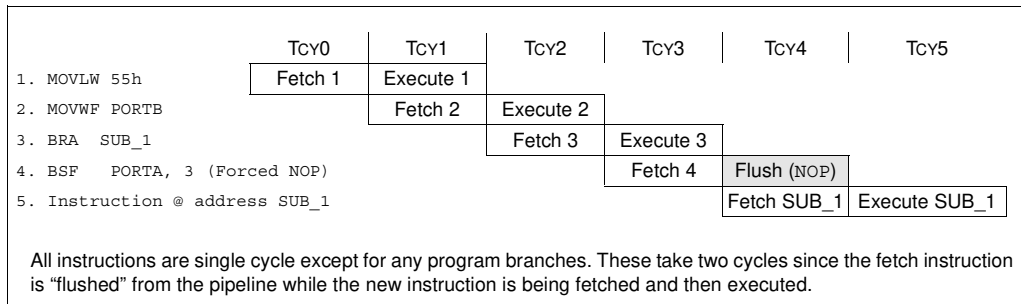 TCY0 TCY1 TCY2 TCY3 TCY4 TCY5
1. MOVLW 55h Fetch 1 Execute 1
2. MOVWF PORTB Fetch 2 Execute 2
3. BRA SUB_1 Fetch 3 Execute 3
4. BSF PORTA, 3 (Forced NOP) Fetch 4 Flush (NOP)
5. Instruction @ address SUB_1 Fetch SUB_1 Execute SUB_1
All instructions are single cycle except for any program branches. These take two cycles since the fetch instruction
is “flushed” from the pipeline while the new instruction is being fetched and then executed.